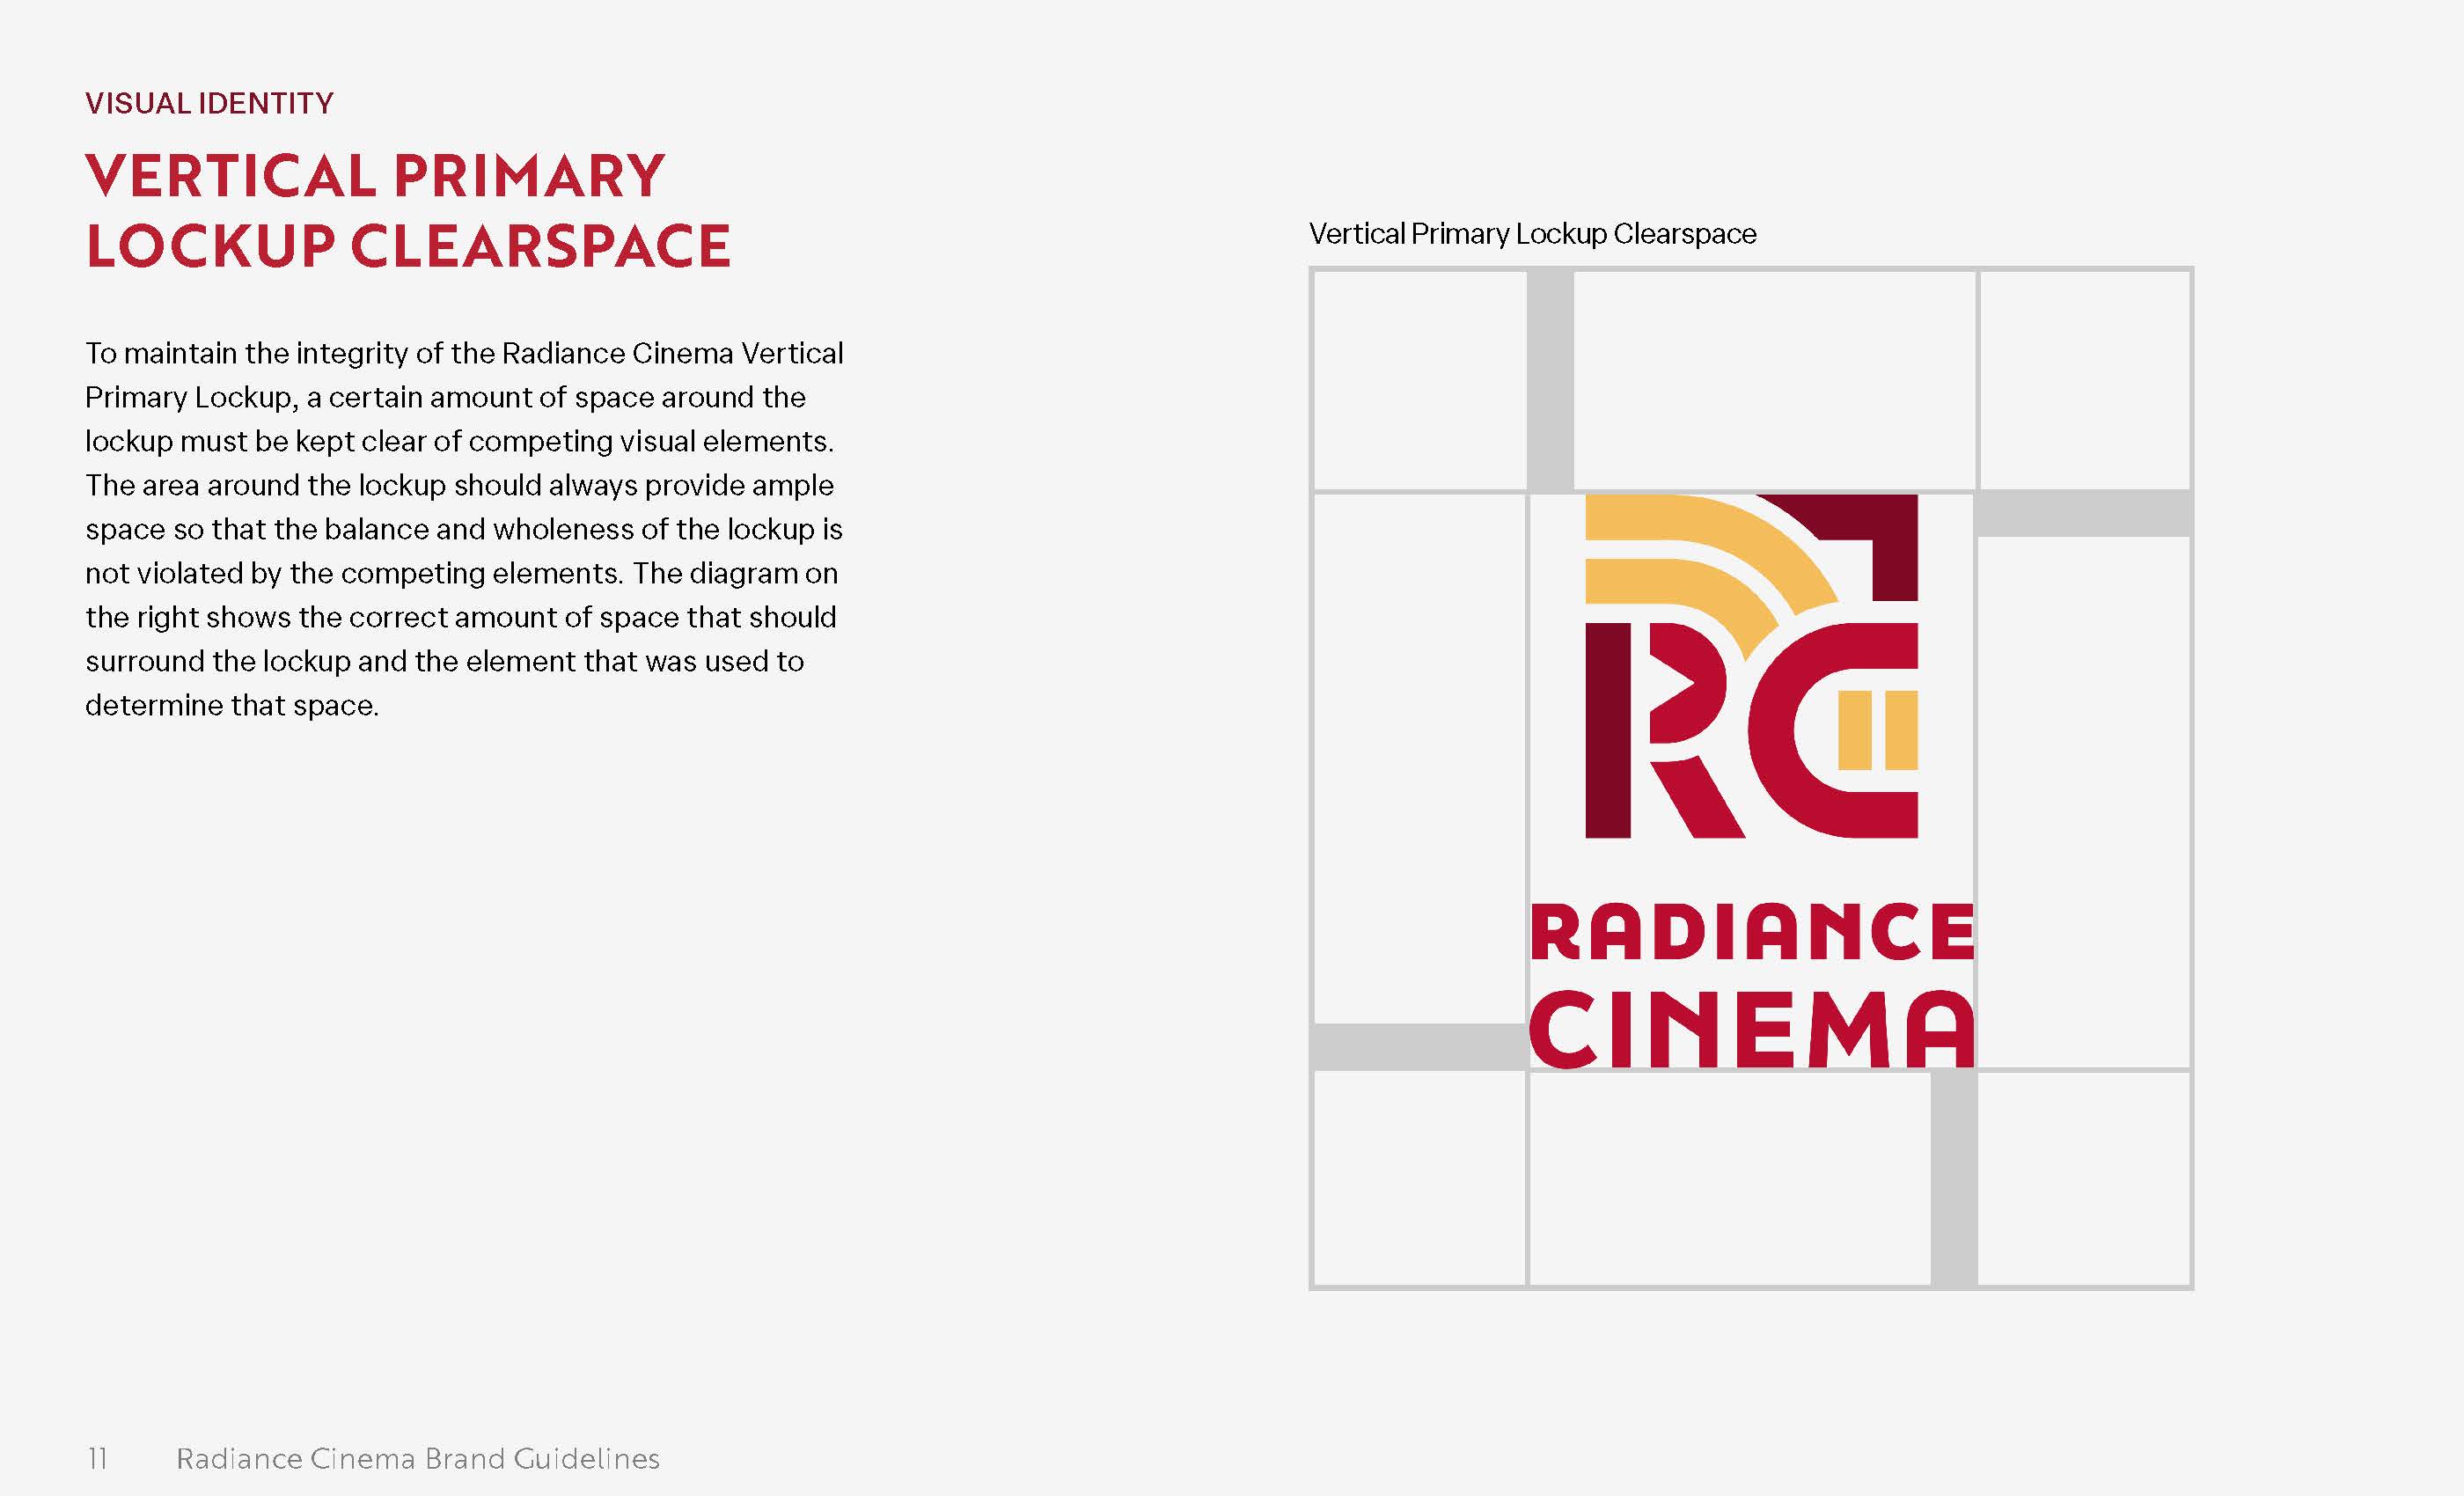 VISUAL IDENTITY
VERTICAL PRIMARY
LOCKUP CLEARSPACE
To maintain the integrity of the Radiance Cinema Vertical
Primary Lockup, a certain amount of space around the
lockup must be kept clear of competing visual elements.
The area around the lockup should always provide ample
space so that the balance and wholeness of the lockup is
not violated by the competing elements. The diagram on
the right shows the correct amount of space that should
surround the lockup and the element that was used to
determine that space.
Vertical Primary Lockup Clearspace
RC
RADIANCE
CINEMA
11 Radiance Cinema Brand Guidelines